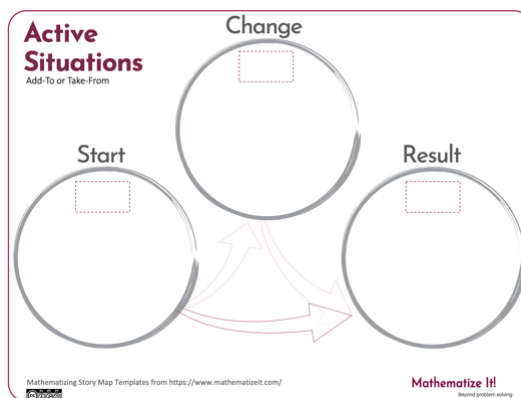 Active
Situations
Add-To or Take-From
Change
Start
Result
Mathematizing Story Map Templates from https://www.mathematizeit.com/
Mathematize It!
Beyond problem solving